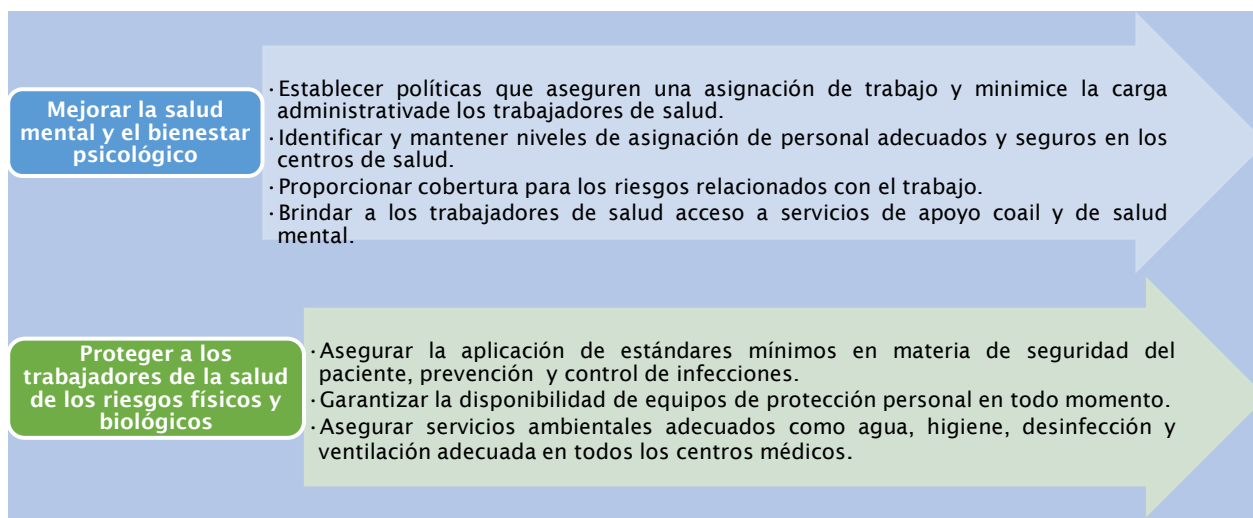 Mejorar la salud
mental y el bienestar
psicológico
·Establecer políticas que aseguren una asignación de trabajo y minimice la carga
administrativade los trabajadores de salud.
·Identificar y mantener niveles de asignación de personal adecuados y seguros en los
centros de salud.
·Proporcionar cobertura para los riesgos relacionados con el trabajo.
·Brindar a los trabajadores de salud acceso a servicios de apoyo coail y de salud
mental.
Proteger a los
trabajadores de la salud
de los riesgos físicos y
biológicos
·Asegurar la aplicación de estándares mínimos en materia de seguridad del
paciente, prevención y control de infecciones.
·Garantizar la disponibilidad de equipos de protección personal en todo momento.
·Asegurar servicios ambientales adecuados como agua, higiene, desinfección y
ventilación adecuada en todos los centros médicos.